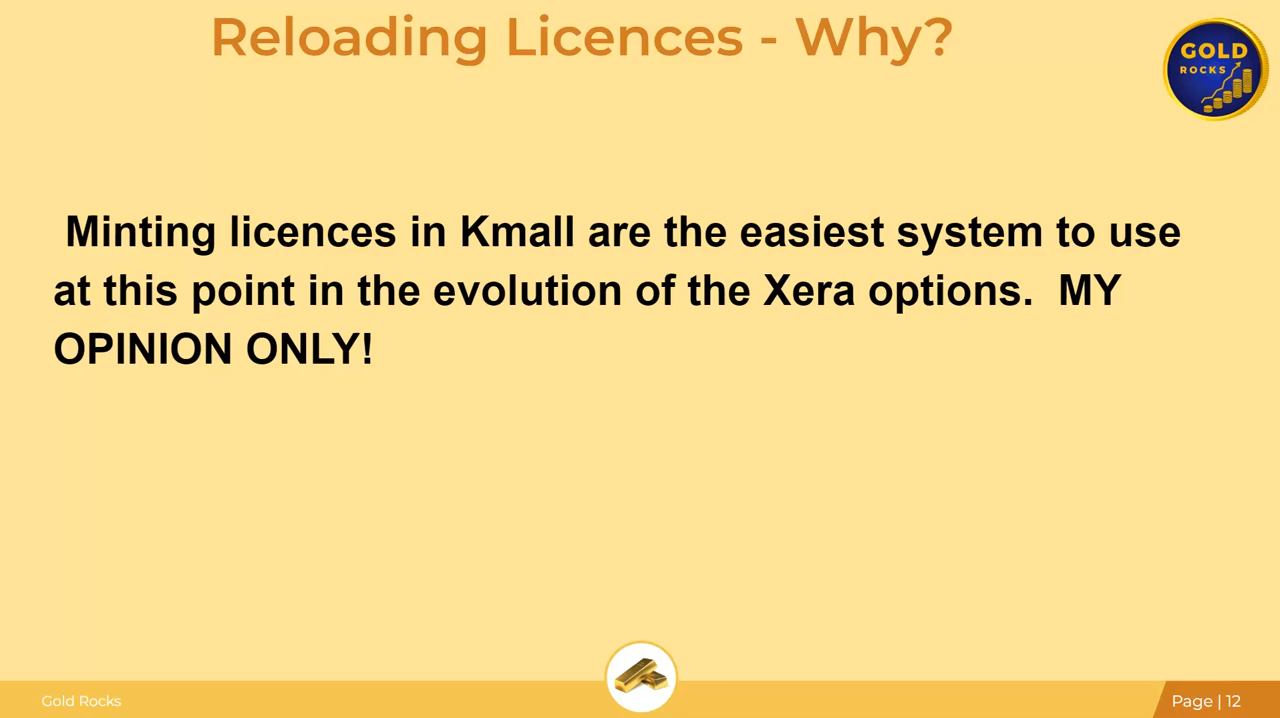 Reloading Licences - Why?
GOLD
ROCKS
Minting licences in Kmall are the easiest system to use
at this point in the evolution of the Xera options.  MY
OPINION ONLY!
Gold Rocks
Page | 12